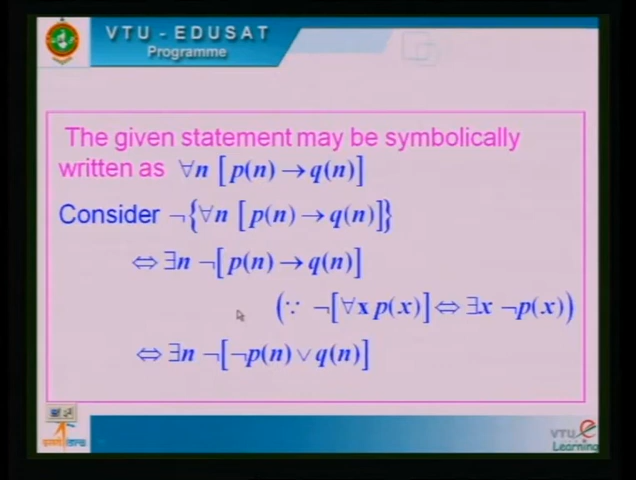 VTU - EDUSAT
Programme
The given statement may be symbolically
written as ∀n [p(n) → q(n)]
Consider ¬{∀n [p(n) → q(n)]}
⇔ ∃n ¬[p(n) → q(n)]
(∵ ¬[∀x p(x)] ⇔ ∃x ¬p(x))
⇔ ∃n ¬[¬p(n) ∨ q(n)]
VTU e
Learning